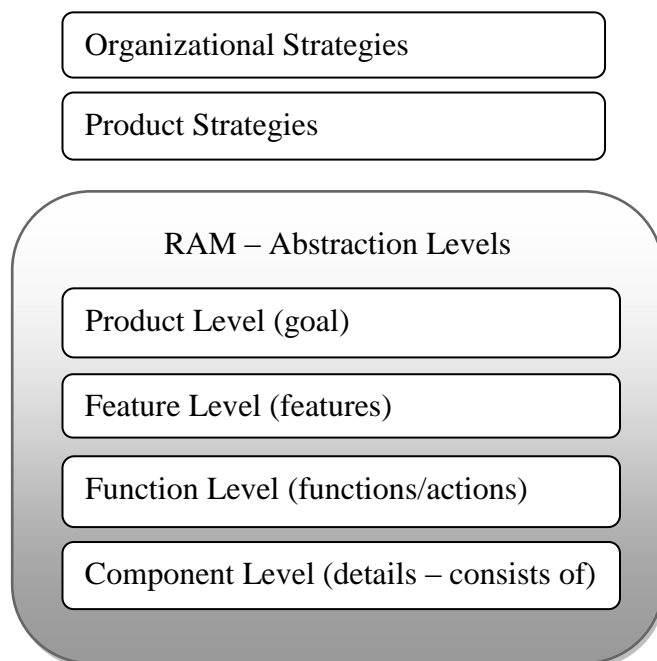 Organizational Strategies
Product Strategies
RAM – Abstraction Levels
Product Level (goal)
Feature Level (features)
Function Level (functions/actions)
Component Level (details – consists of)